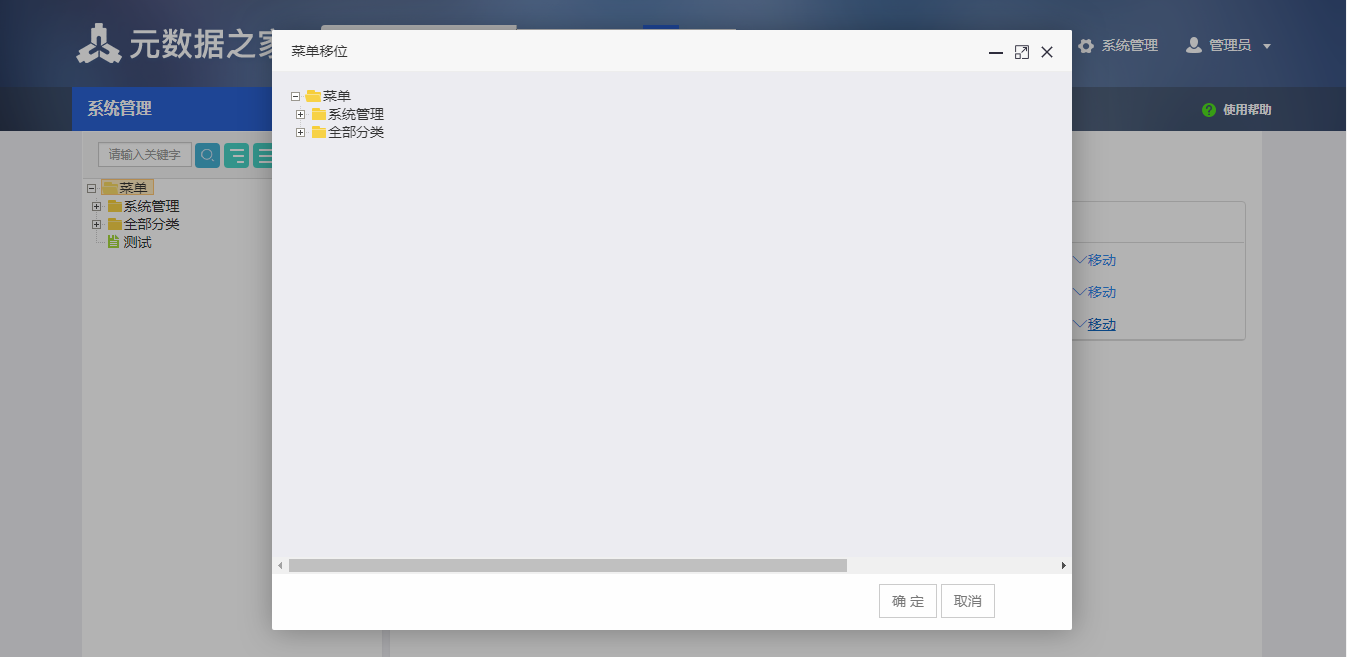 元数据之家
菜单移位
系统管理
管理员
系统管理
使用帮助
请输入关键字
菜单
系统管理
全部分类
测试
菜单
系统管理
全部分类
移动
移动
移动
确 定
取消